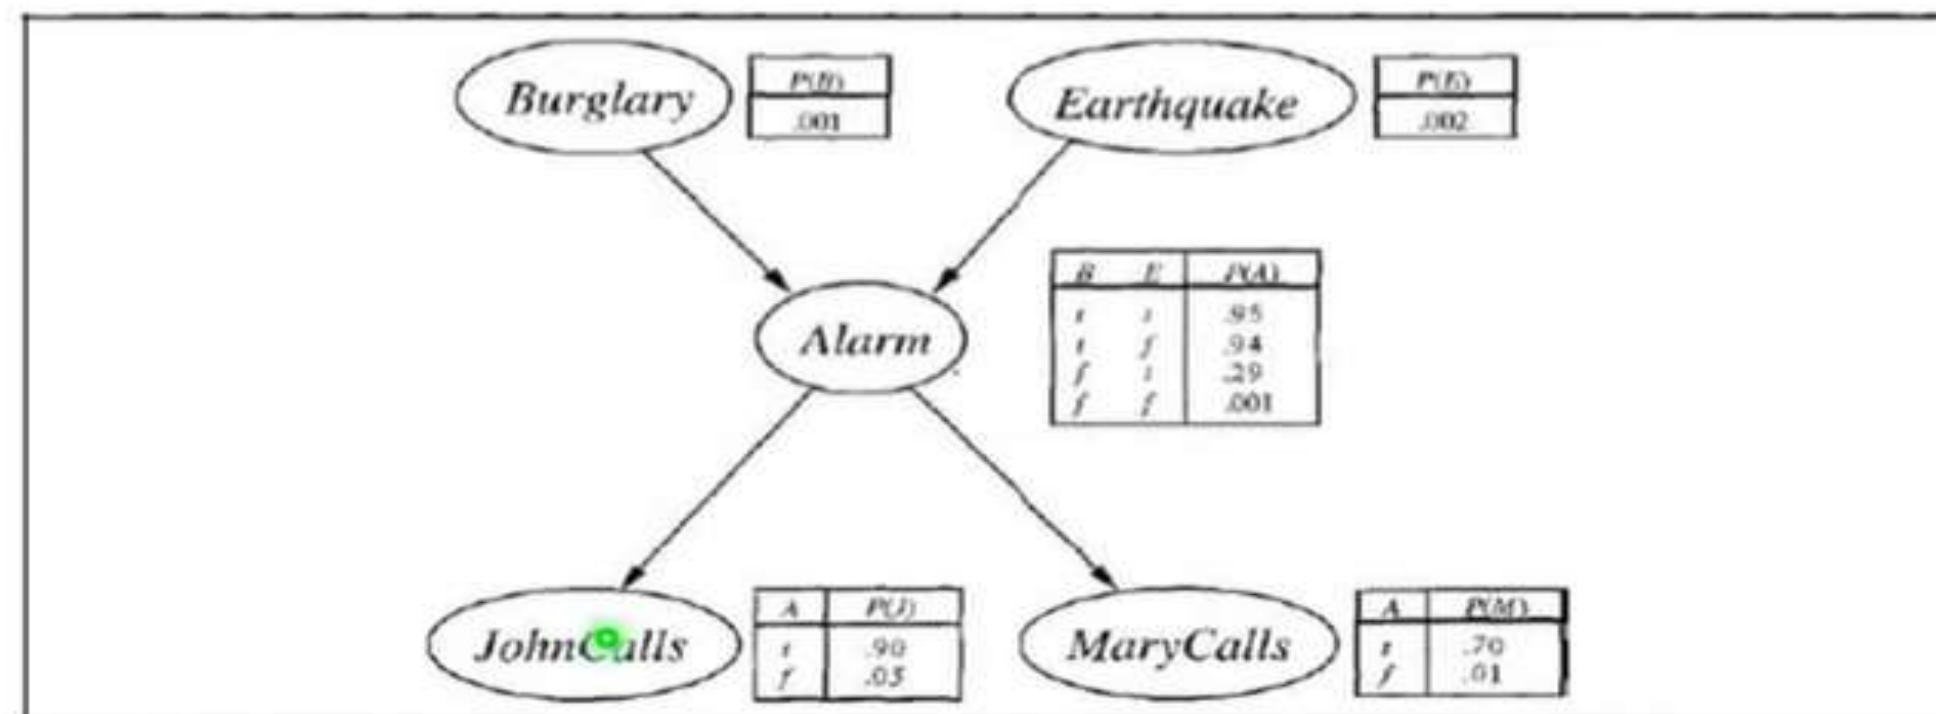 Burglary
P(B)
.001
Earthquake
P(E)
.002
Alarm
B E P(A)
t t .95
t f .94
f t .29
f f .001
JohnCalls
A P(J)
t .90
f .05
MaryCalls
A P(M)
t .70
f .01